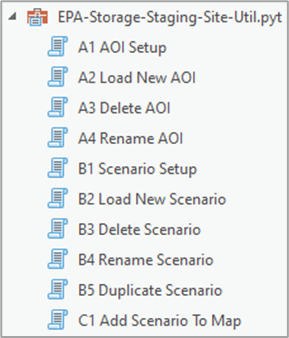 EPA-Storage-Staging-Site-Util.pyt
A1 AOI Setup
A2 Load New AOI
A3 Delete AOI
A4 Rename AOI
B1 Scenario Setup
B2 Load New Scenario
B3 Delete Scenario
B4 Rename Scenario
B5 Duplicate Scenario
C1 Add Scenario To Map